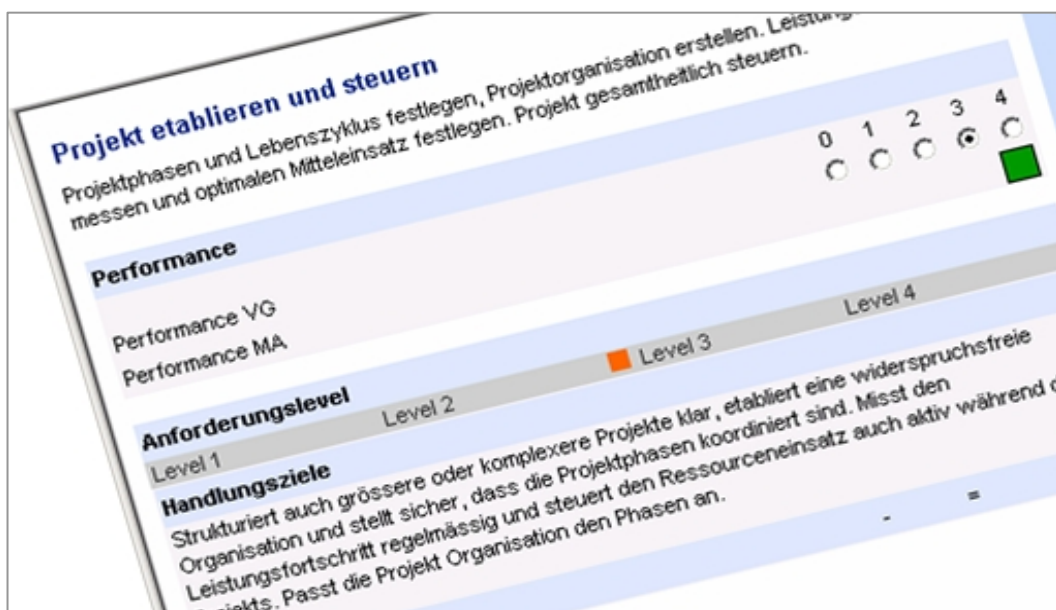 Projekt etablieren und steuern
Projektphasen und Lebenszyklus festlegen, Projektorganisation erstellen.
messen und optimalen Mitteleinsatz festlegen. Projekt gesamtheitlich steuern.
Performance
0 1 2 3 4
Performance VG
Performance MA
Anforderungslevel
Level 1 Level 2 Level 3 Level 4
Handlungsziele
Strukturiert auch grössere oder komplexere Projekte klar, etabliert eine widerspruchsfreie
Organisation und stellt sicher, dass die Projektphasen koordiniert sind. Misst den
Leistungsfortschritt regelmässig und steuert den Ressourceneinsatz auch aktiv während
Passt die Projekt Organisation den Phasen an.
- =